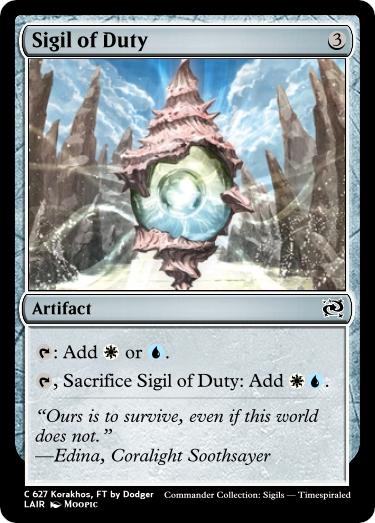 Sigil of Duty 3
Artifact
: Add or .
, Sacrifice Sigil of Duty: Add .
“Ours is to survive, even if this world
does not.”
—Edina, Coralight Soothsayer
C 627 Korakhos, FT by Dodger Commander Collection: Sigils — Timespiraled
LAIR Moopic